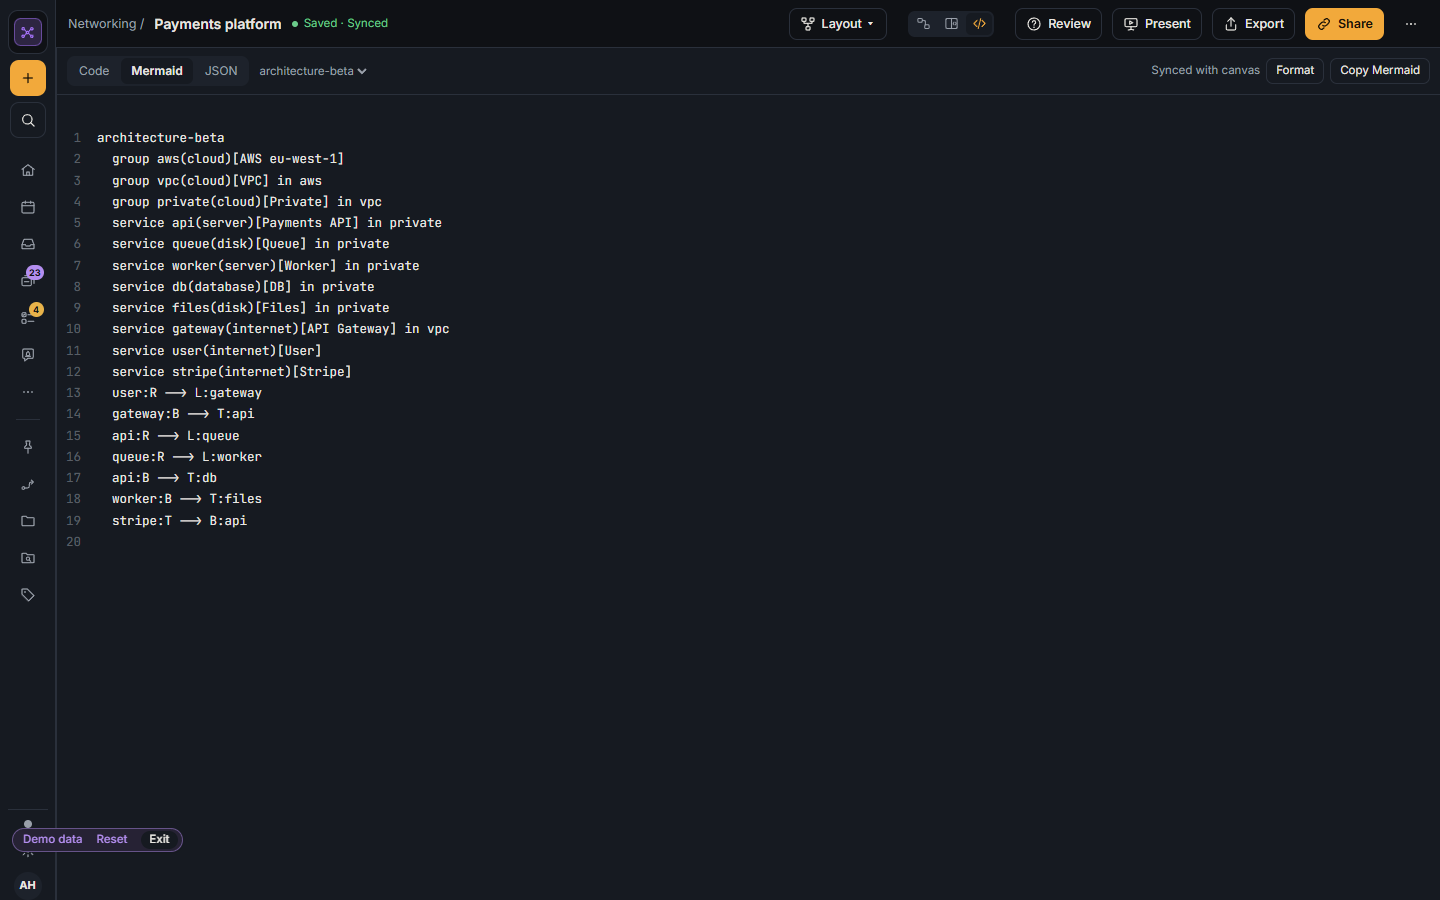 Networking / Payments platform Saved · Synced Layout Review Present Export Share
Code Mermaid JSON architecture-beta Synced with canvas Format Copy Mermaid
23
4
1 architecture-beta
2 group aws(cloud)[AWS eu-west-1]
3 group vpc(cloud)[VPC] in aws
4 group private(cloud)[Private] in vpc
5 service api(server)[Payments API] in private
6 service queue(disk)[Queue] in private
7 service worker(server)[Worker] in private
8 service db(database)[DB] in private
9 service files(disk)[Files] in private
10 service gateway(internet)[API Gateway] in vpc
11 service user(internet)[User]
12 service stripe(internet)[Stripe]
13 user:R --> L:gateway
14 gateway:B --> T:api
15 api:R --> L:queue
16 queue:R --> L:worker
17 api:B --> T:db
18 worker:B --> T:files
19 stripe:T --> B:api
20
Demo data Reset Exit
AH